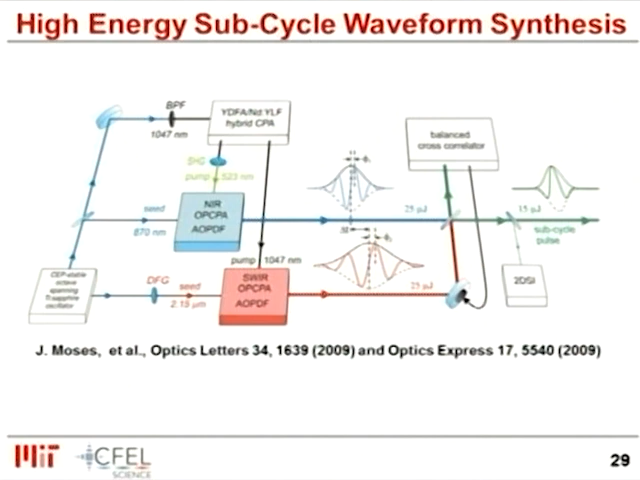 High Energy Sub-Cycle Waveform Synthesis
BPF
1047 nm
YDFA/Nd:YLF
hybrid CPA
balanced
cross correlator
SHG
pump 523 nm
seed
870 nm
NIR
OPCPA
AOPDF
25 µJ
15 µJ
sub-cycle
pulse
pump 1047 nm
CEP-stable
octave
spanning
Ti:sapphire
oscillator
DFG
seed
2.15 µm
SWIR
OPCPA
AOPDF
25 µJ
2DSI
J. Moses, et al., Optics Letters 34, 1639 (2009) and Optics Express 17, 5540 (2009)
MIT
CFEL
SCIENCE
29